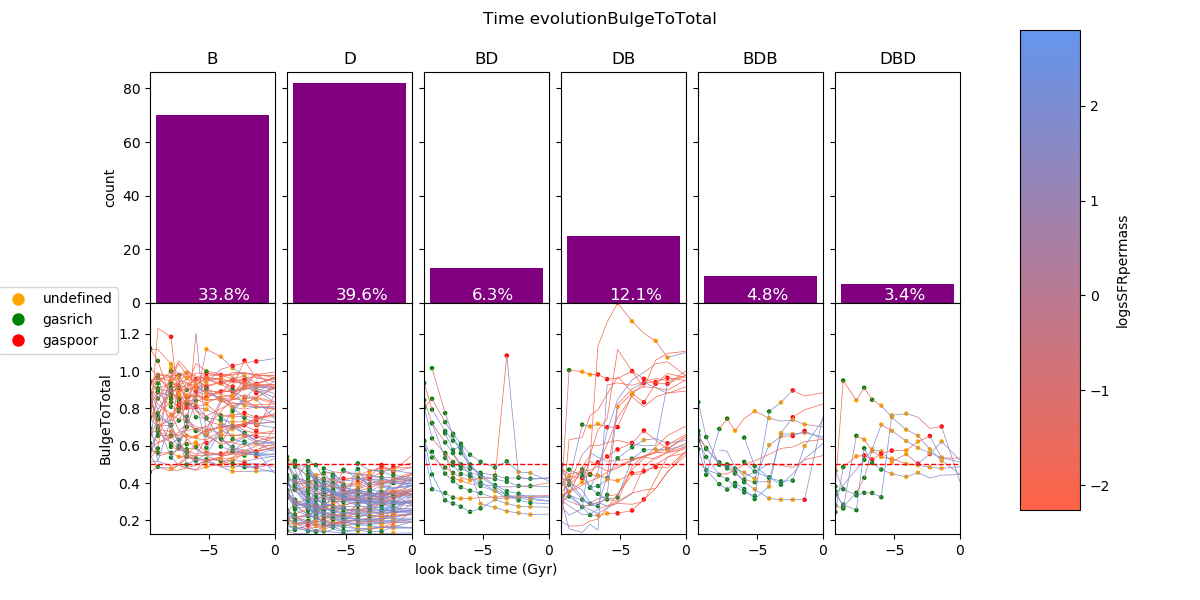 Time evolutionBulgeToTotal
B D BD DB BDB DBD
80
60
40
20
0
count
33.8% 39.6% 6.3% 12.1% 4.8% 3.4%
undefined
gasrich
gaspoor
1.2
1.0
0.8
0.6
0.4
0.2
BulgeToTotal
−5 0 −5 0 −5 0 −5 0 −5 0 −5 0
look back time (Gyr)
2
1
0
−1
−2
logsSFRpermass